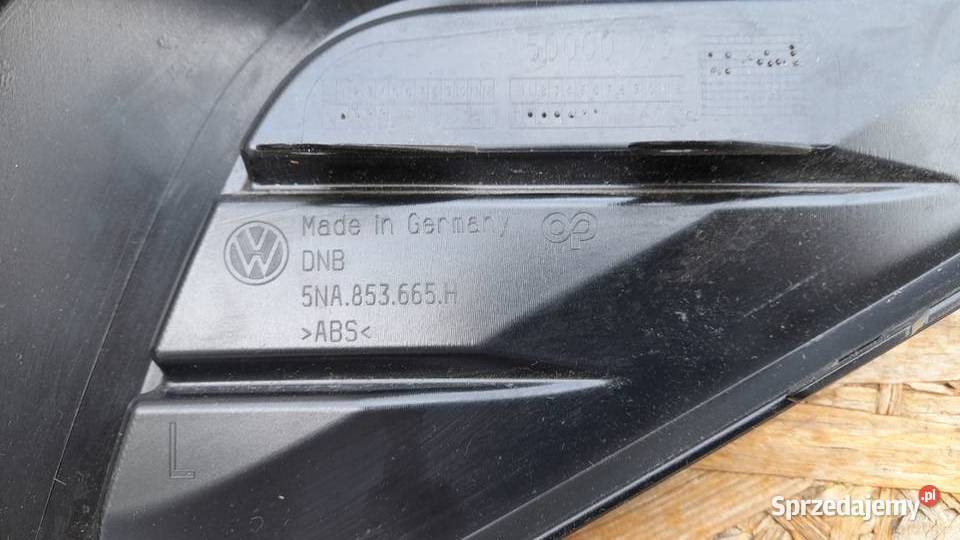 Made in Germany
DNB
5NA.853.665.H
>ABS<
L
Sprzedajemy.pl